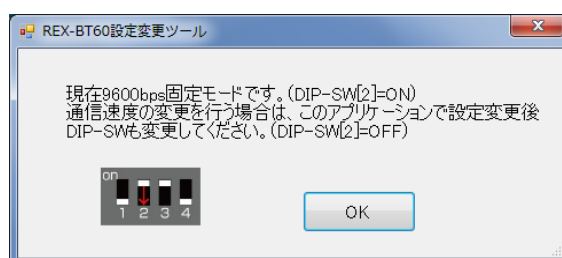 REX-BT60設定変更ツール
現在9600bps固定モードです。(DIP-SW[2]=ON)
通信速度の変更を行う場合は、このアプリケーションで設定変更後
DIP-SWも変更してください。(DIP-SW[2]=OFF)
on
1 2 3 4
OK